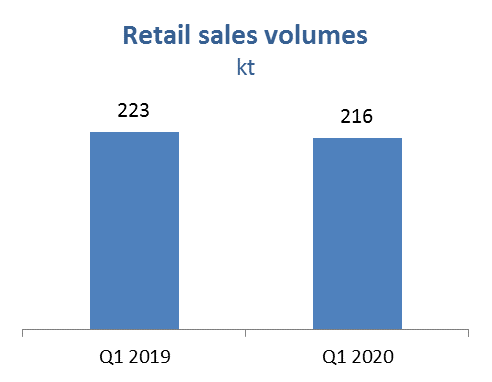 Retail sales volumes
kt
223
216
Q1 2019
Q1 2020